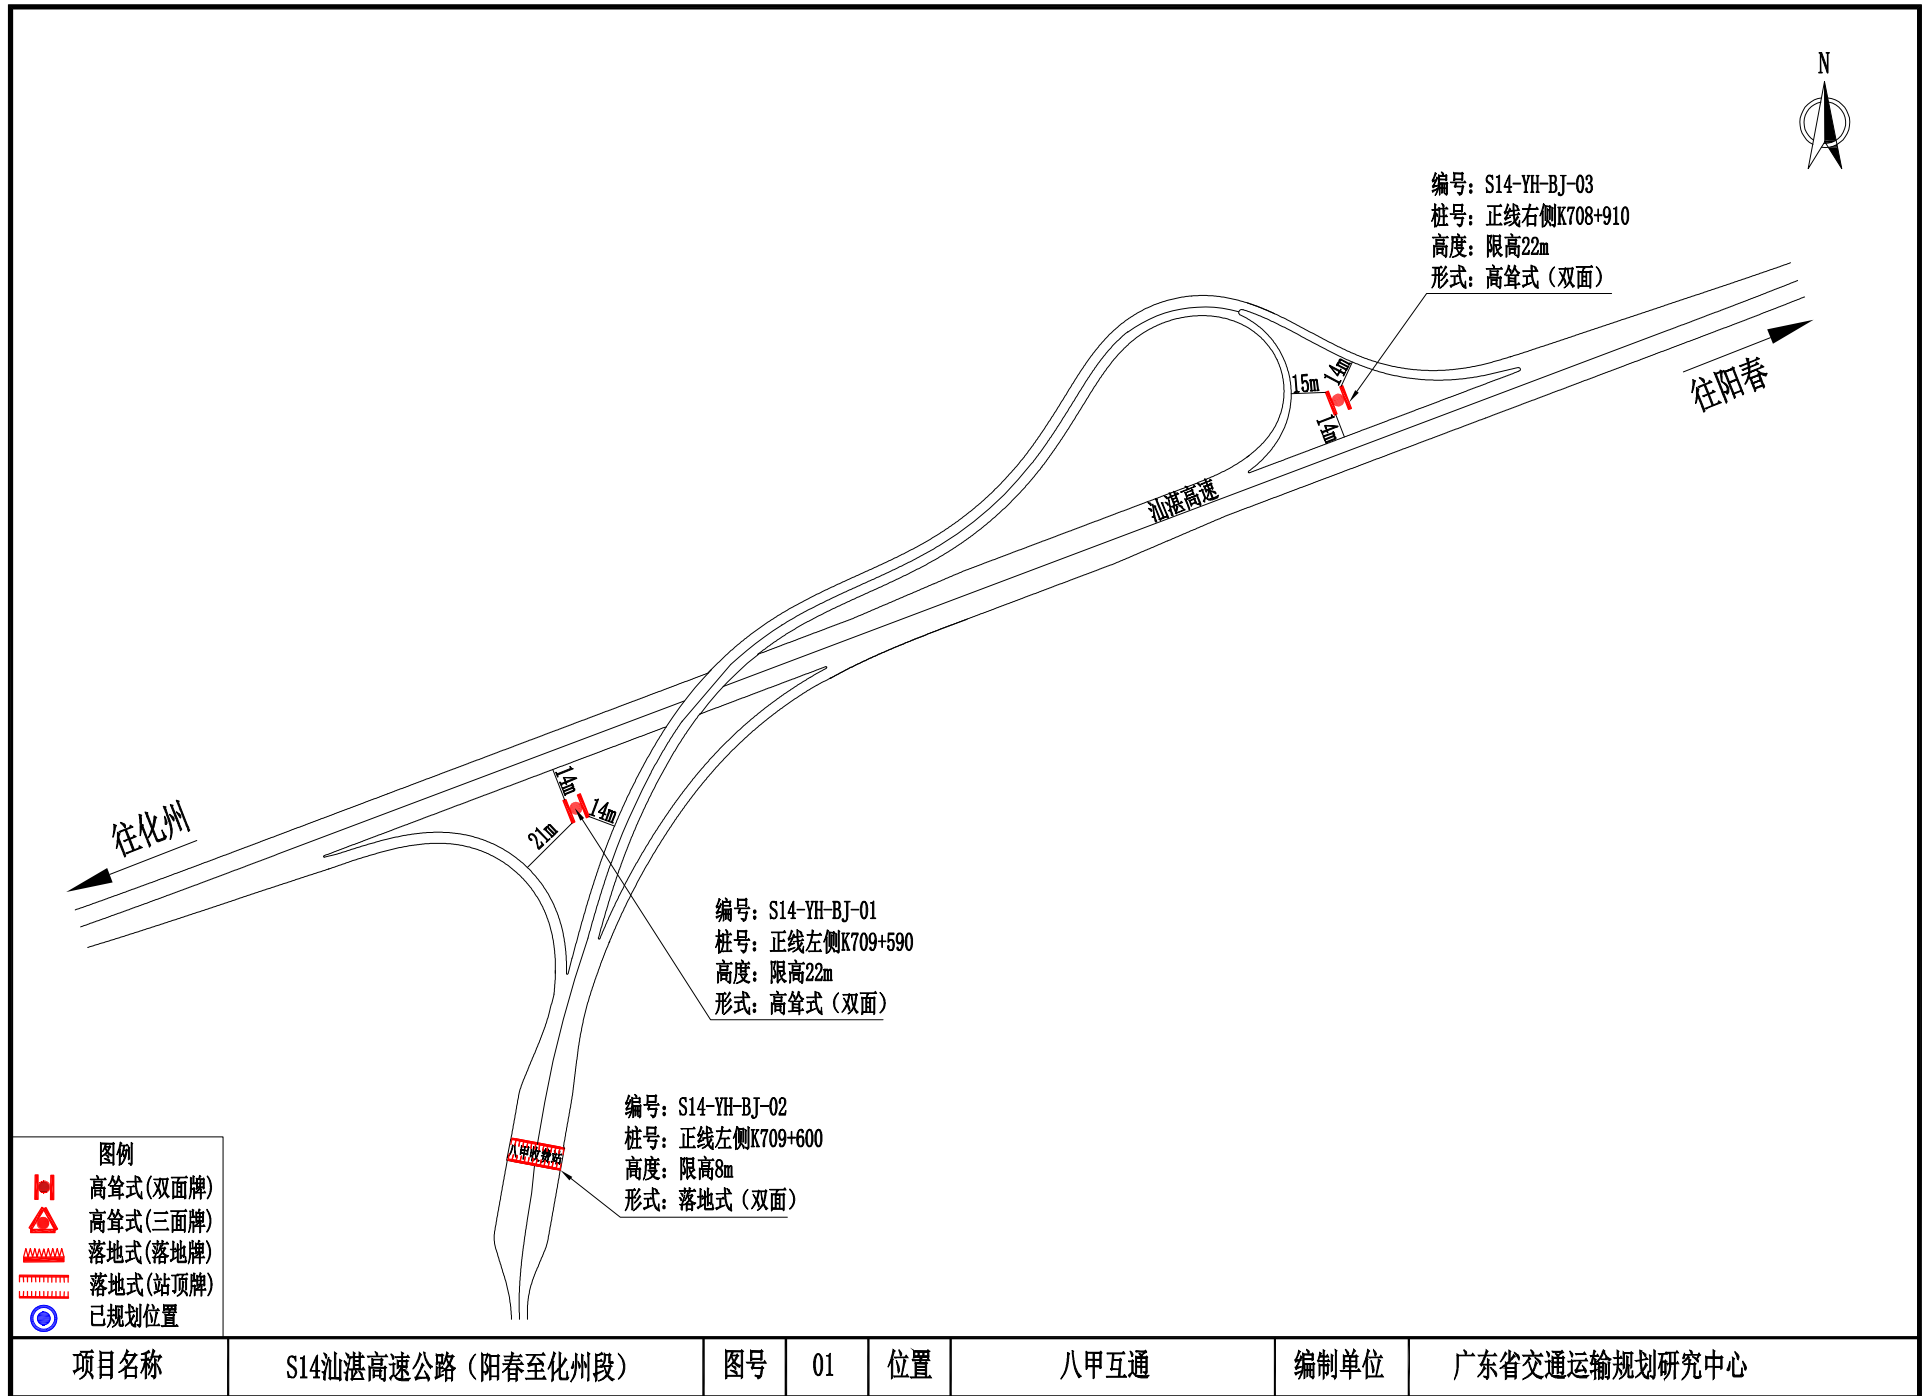 N
编号：S14-YH-BJ-03
桩号：正线右侧K708+910
高度：限高22m
形式：高耸式（双面）
往阳春
15m
14m
14m
汕湛高速
14m
14m
21m
往化州
编号：S14-YH-BJ-01
桩号：正线左侧K709+590
高度：限高22m
形式：高耸式（双面）
编号：S14-YH-BJ-02
桩号：正线左侧K709+600
高度：限高8m
形式：落地式（双面）
八甲收费站
图例
高耸式(双面牌)
高耸式(三面牌)
落地式(落地牌)
落地式(站顶牌)
已规划位置
项目名称 S14汕湛高速公路（阳春至化州段） 图号 01 位置 八甲互通 编制单位 广东省交通运输规划研究中心